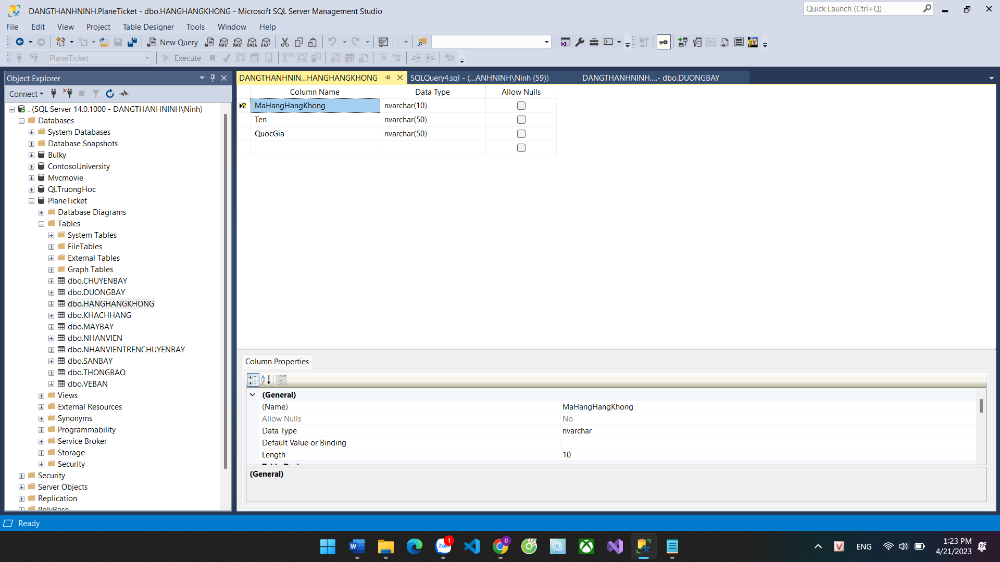 DANGTHANHNINH.PlaneTicket - dbo.HANGHANGKHONG - Microsoft SQL Server Management Studio
Quick Launch (Ctrl+Q)
File Edit View Project Table Designer Tools Window Help
New Query MDX DMX XMLA DAX
PlaneTicket Execute
Object Explorer
Connect
. (SQL Server 14.0.1000 - DANGTHANHNINH\Ninh)
Databases
System Databases
Database Snapshots
Bulky
ContosoUniversity
Mvcmovie
QLTruongHoc
PlaneTicket
Database Diagrams
Tables
System Tables
FileTables
External Tables
Graph Tables
dbo.CHUYENBAY
dbo.DUONGBAY
dbo.HANGHANGKHONG
dbo.KHACHHANG
dbo.MAYBAY
dbo.NHANVIEN
dbo.NHANVIENTRENCHUYENBAY
dbo.SANBAY
dbo.THONGBAO
dbo.VEBAN
Views
External Resources
Synonyms
Programmability
Service Broker
Storage
Security
Security
Server Objects
Replication
PolyBase
DANGTHANHNIN...HANGHANGKHONG SQLQuery4.sql - (...ANHNINH\Ninh (59)) DANGTHANHNINH....- dbo.DUONGBAY
Column Name Data Type Allow Nulls
MaHangHangKhong nvarchar(10)
Ten nvarchar(50)
QuocGia nvarchar(50)
Column Properties
(General)
(Name) MaHangHangKhong
Allow Nulls No
Data Type nvarchar
Default Value or Binding
Length 10
(General)
Ready
Zalo 1 Đ
V ENG
1:23 PM
4/21/2023